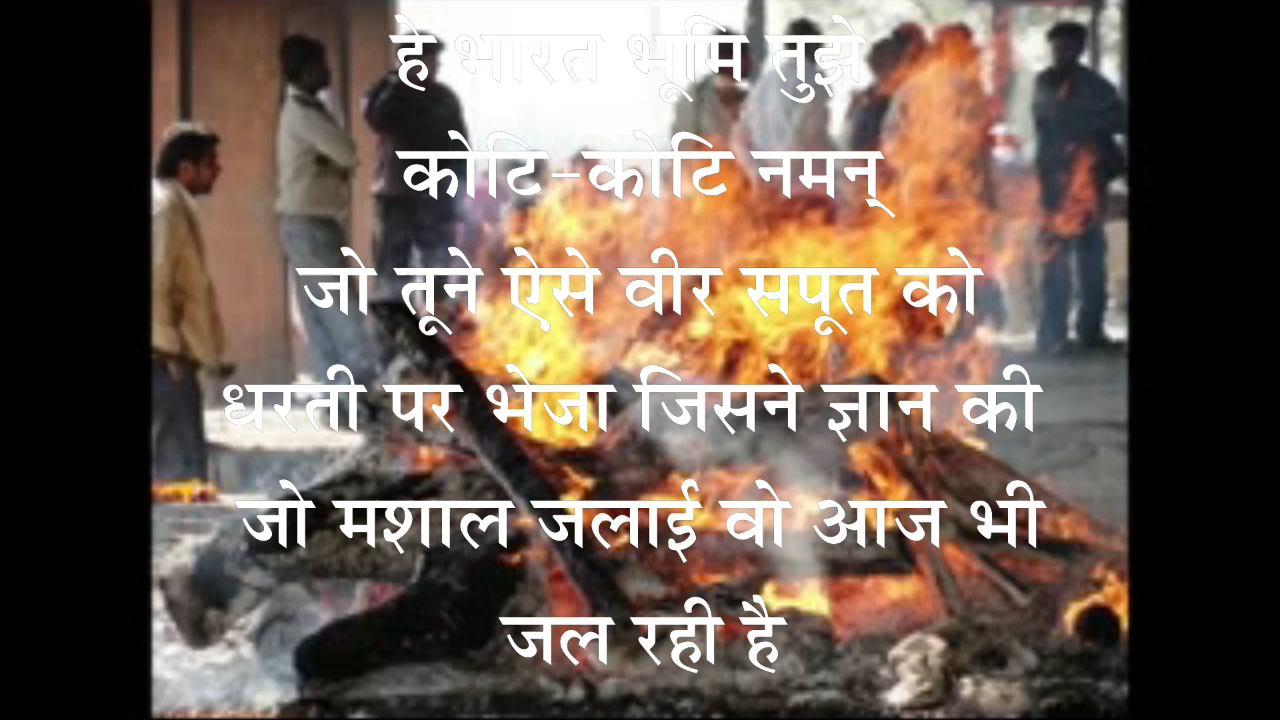 हे भारत भूमि तुझे
कोटि-कोटि नमन्
जो तूने ऐसे वीर सपूत को
धरती पर भेजा जिसने ज्ञान की
जो मशाल जलाई वो आज भी
जल रही है